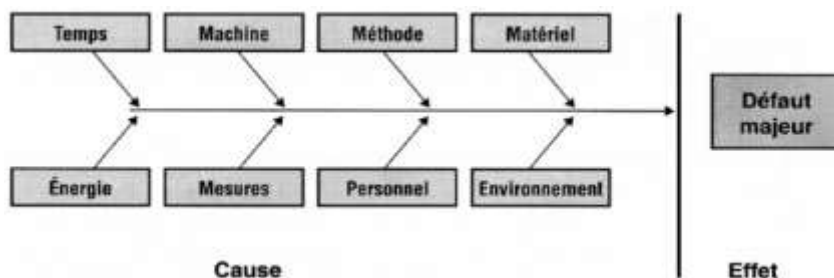 Temps
Machine
Méthode
Matériel
Défaut
majeur
Énergie
Mesures
Personnel
Environnement
Cause
Effet